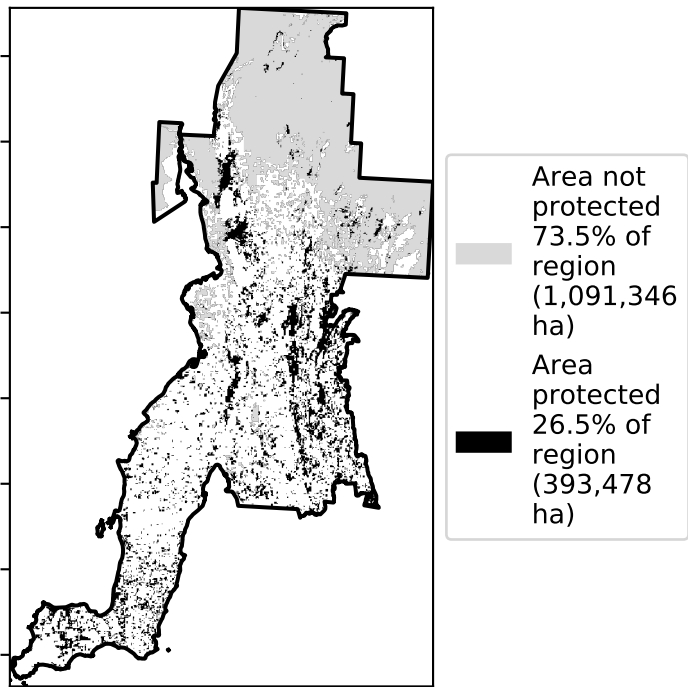 Area not
protected
73.5% of
region
(1,091,346
ha)
Area
protected
26.5% of
region
(393,478
ha)